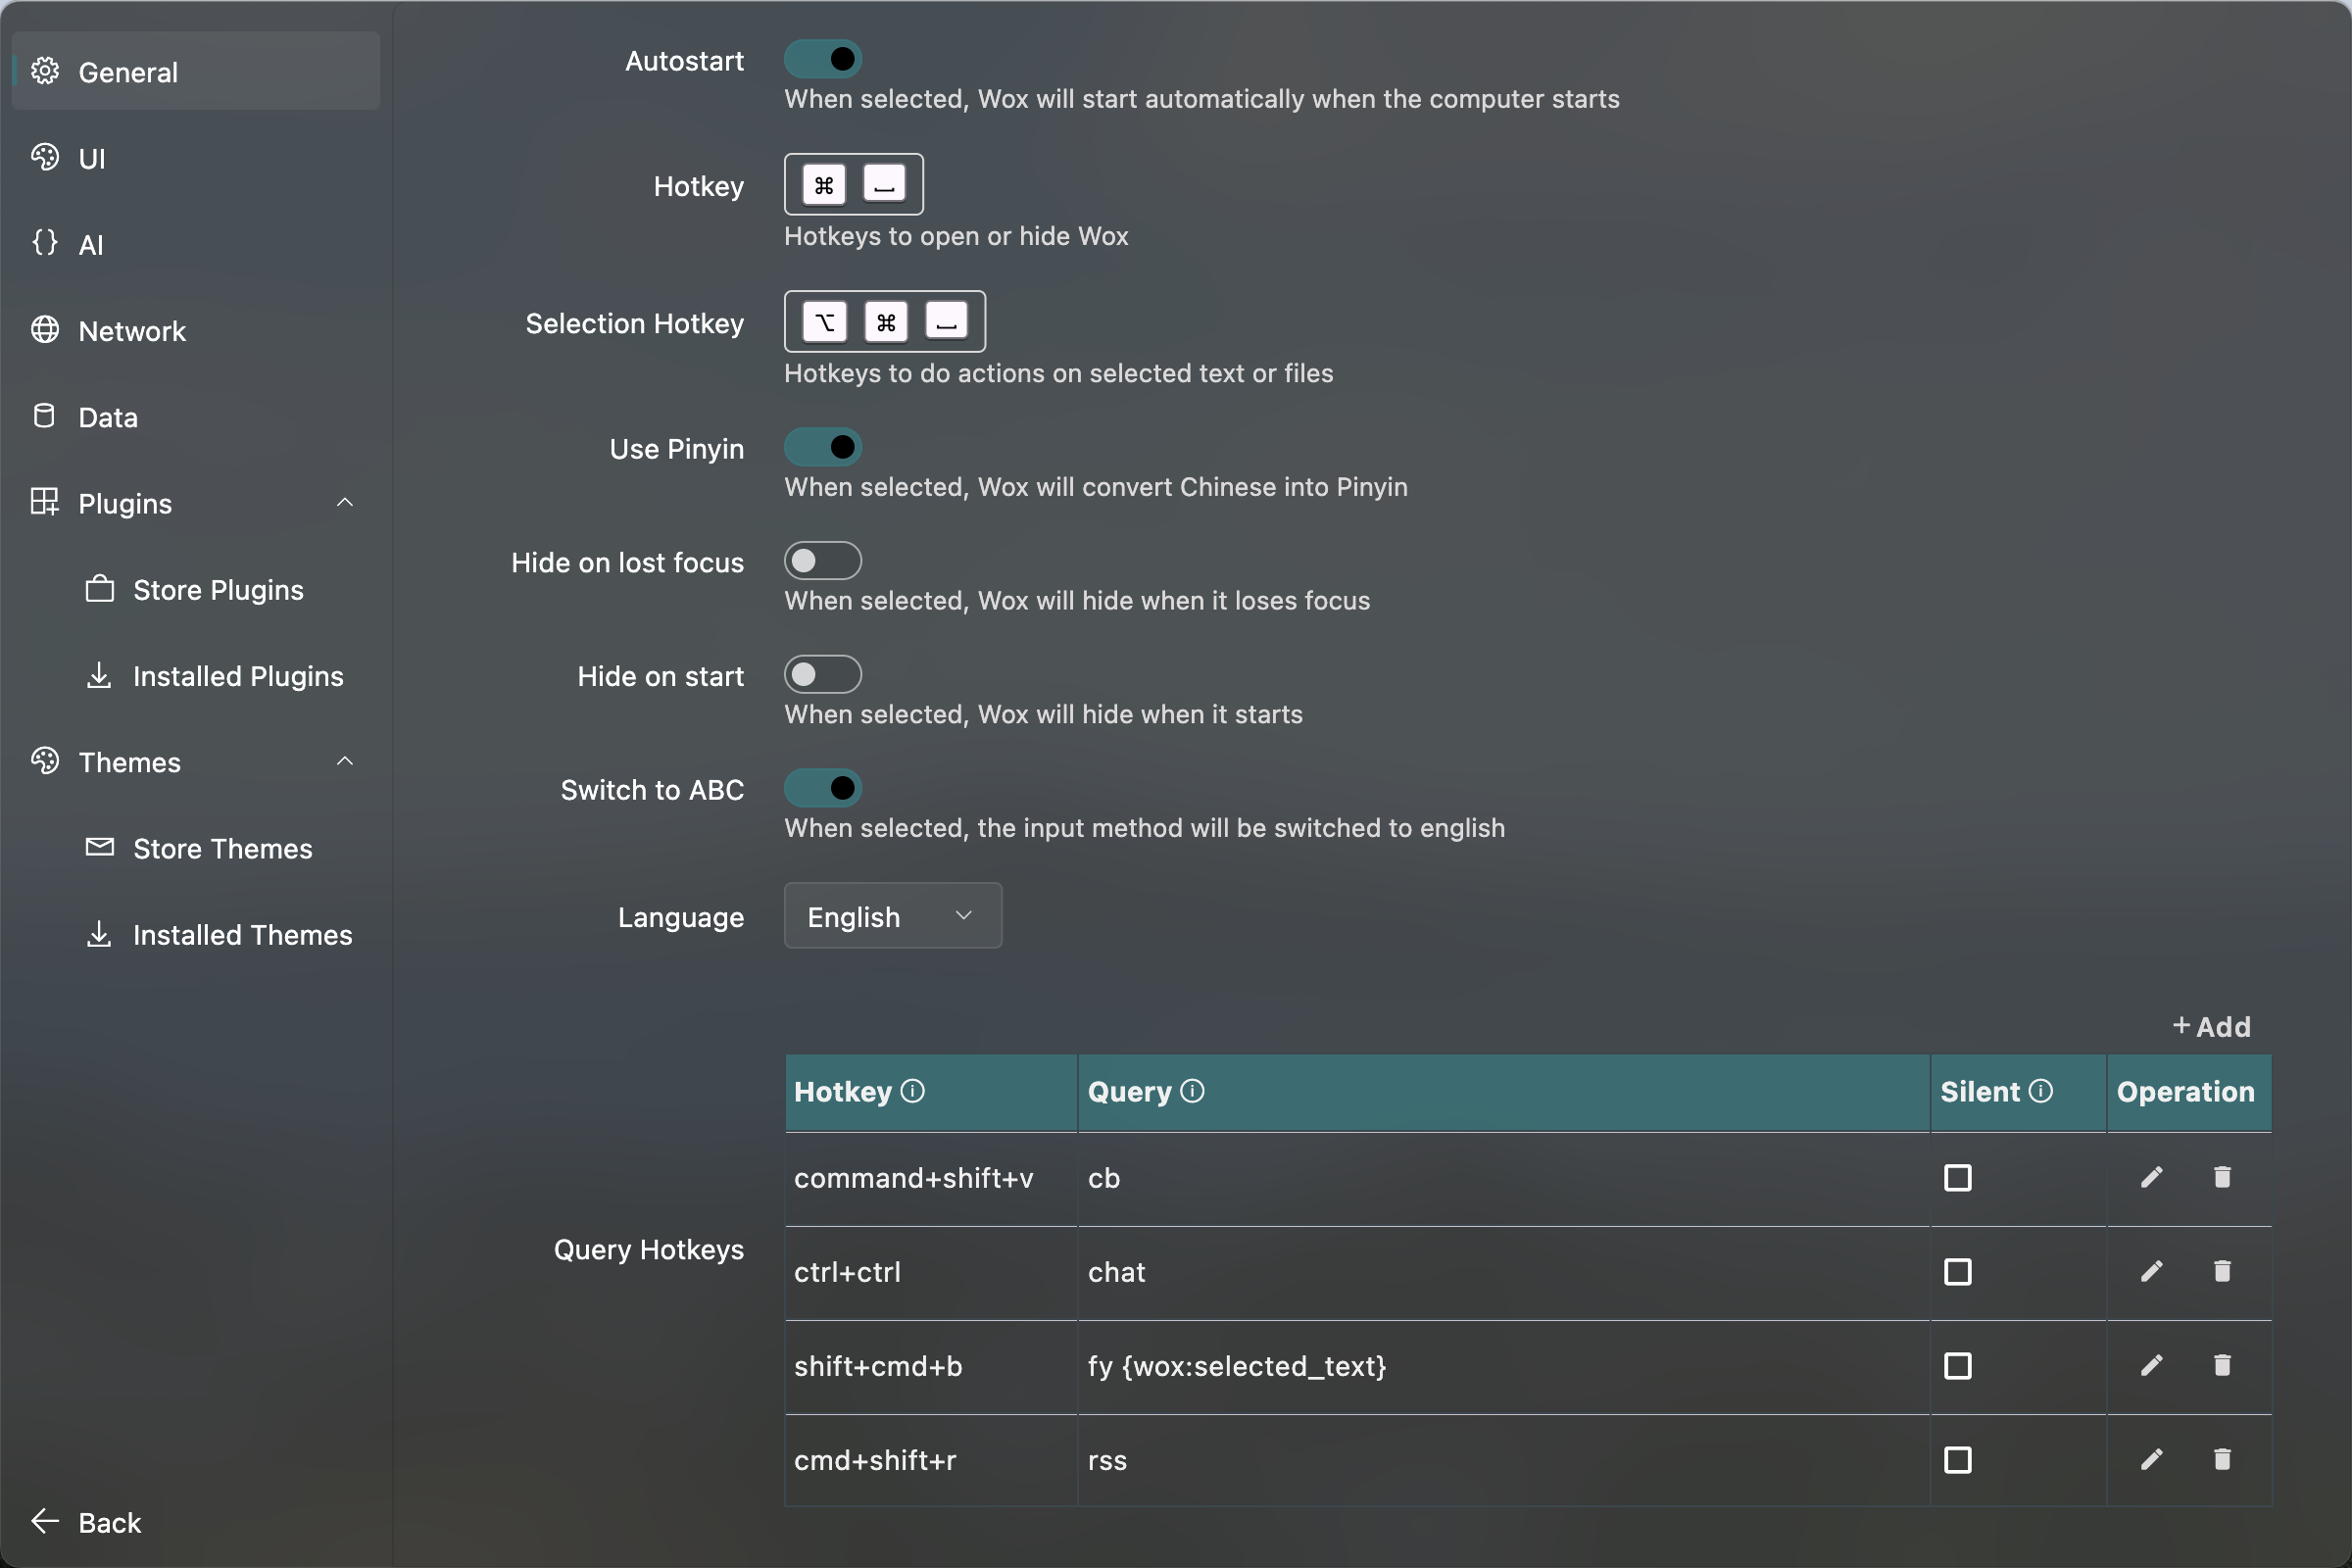 General
UI
AI
Network
Data
Plugins
Store Plugins
Installed Plugins
Themes
Store Themes
Installed Themes
Back
Autostart
When selected, Wox will start automatically when the computer starts
Hotkey
⌘ ⎵
Hotkeys to open or hide Wox
Selection Hotkey
⌥ ⌘ ⎵
Hotkeys to do actions on selected text or files
Use Pinyin
When selected, Wox will convert Chinese into Pinyin
Hide on lost focus
When selected, Wox will hide when it loses focus
Hide on start
When selected, Wox will hide when it starts
Switch to ABC
When selected, the input method will be switched to english
Language
English
+ Add
Query Hotkeys
Hotkey Query Silent Operation
command+shift+v cb
ctrl+ctrl chat
shift+cmd+b fy {wox:selected_text}
cmd+shift+r rss